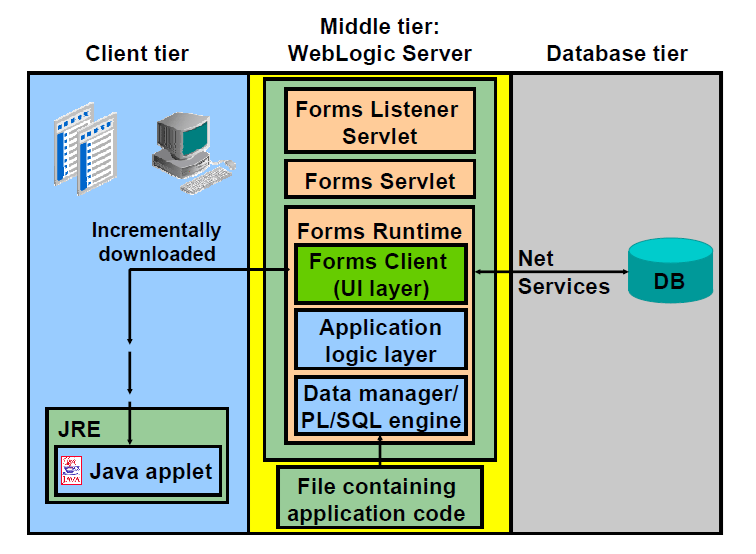 Client tier
Middle tier:
WebLogic Server
Database tier
Forms Listener
Servlet
Forms Servlet
Forms Runtime
Forms Client
(UI layer)
Application
logic layer
Data manager/
PL/SQL engine
File containing
application code
Incrementally
downloaded
JRE
JAVA
Java applet
Net
Services
DB